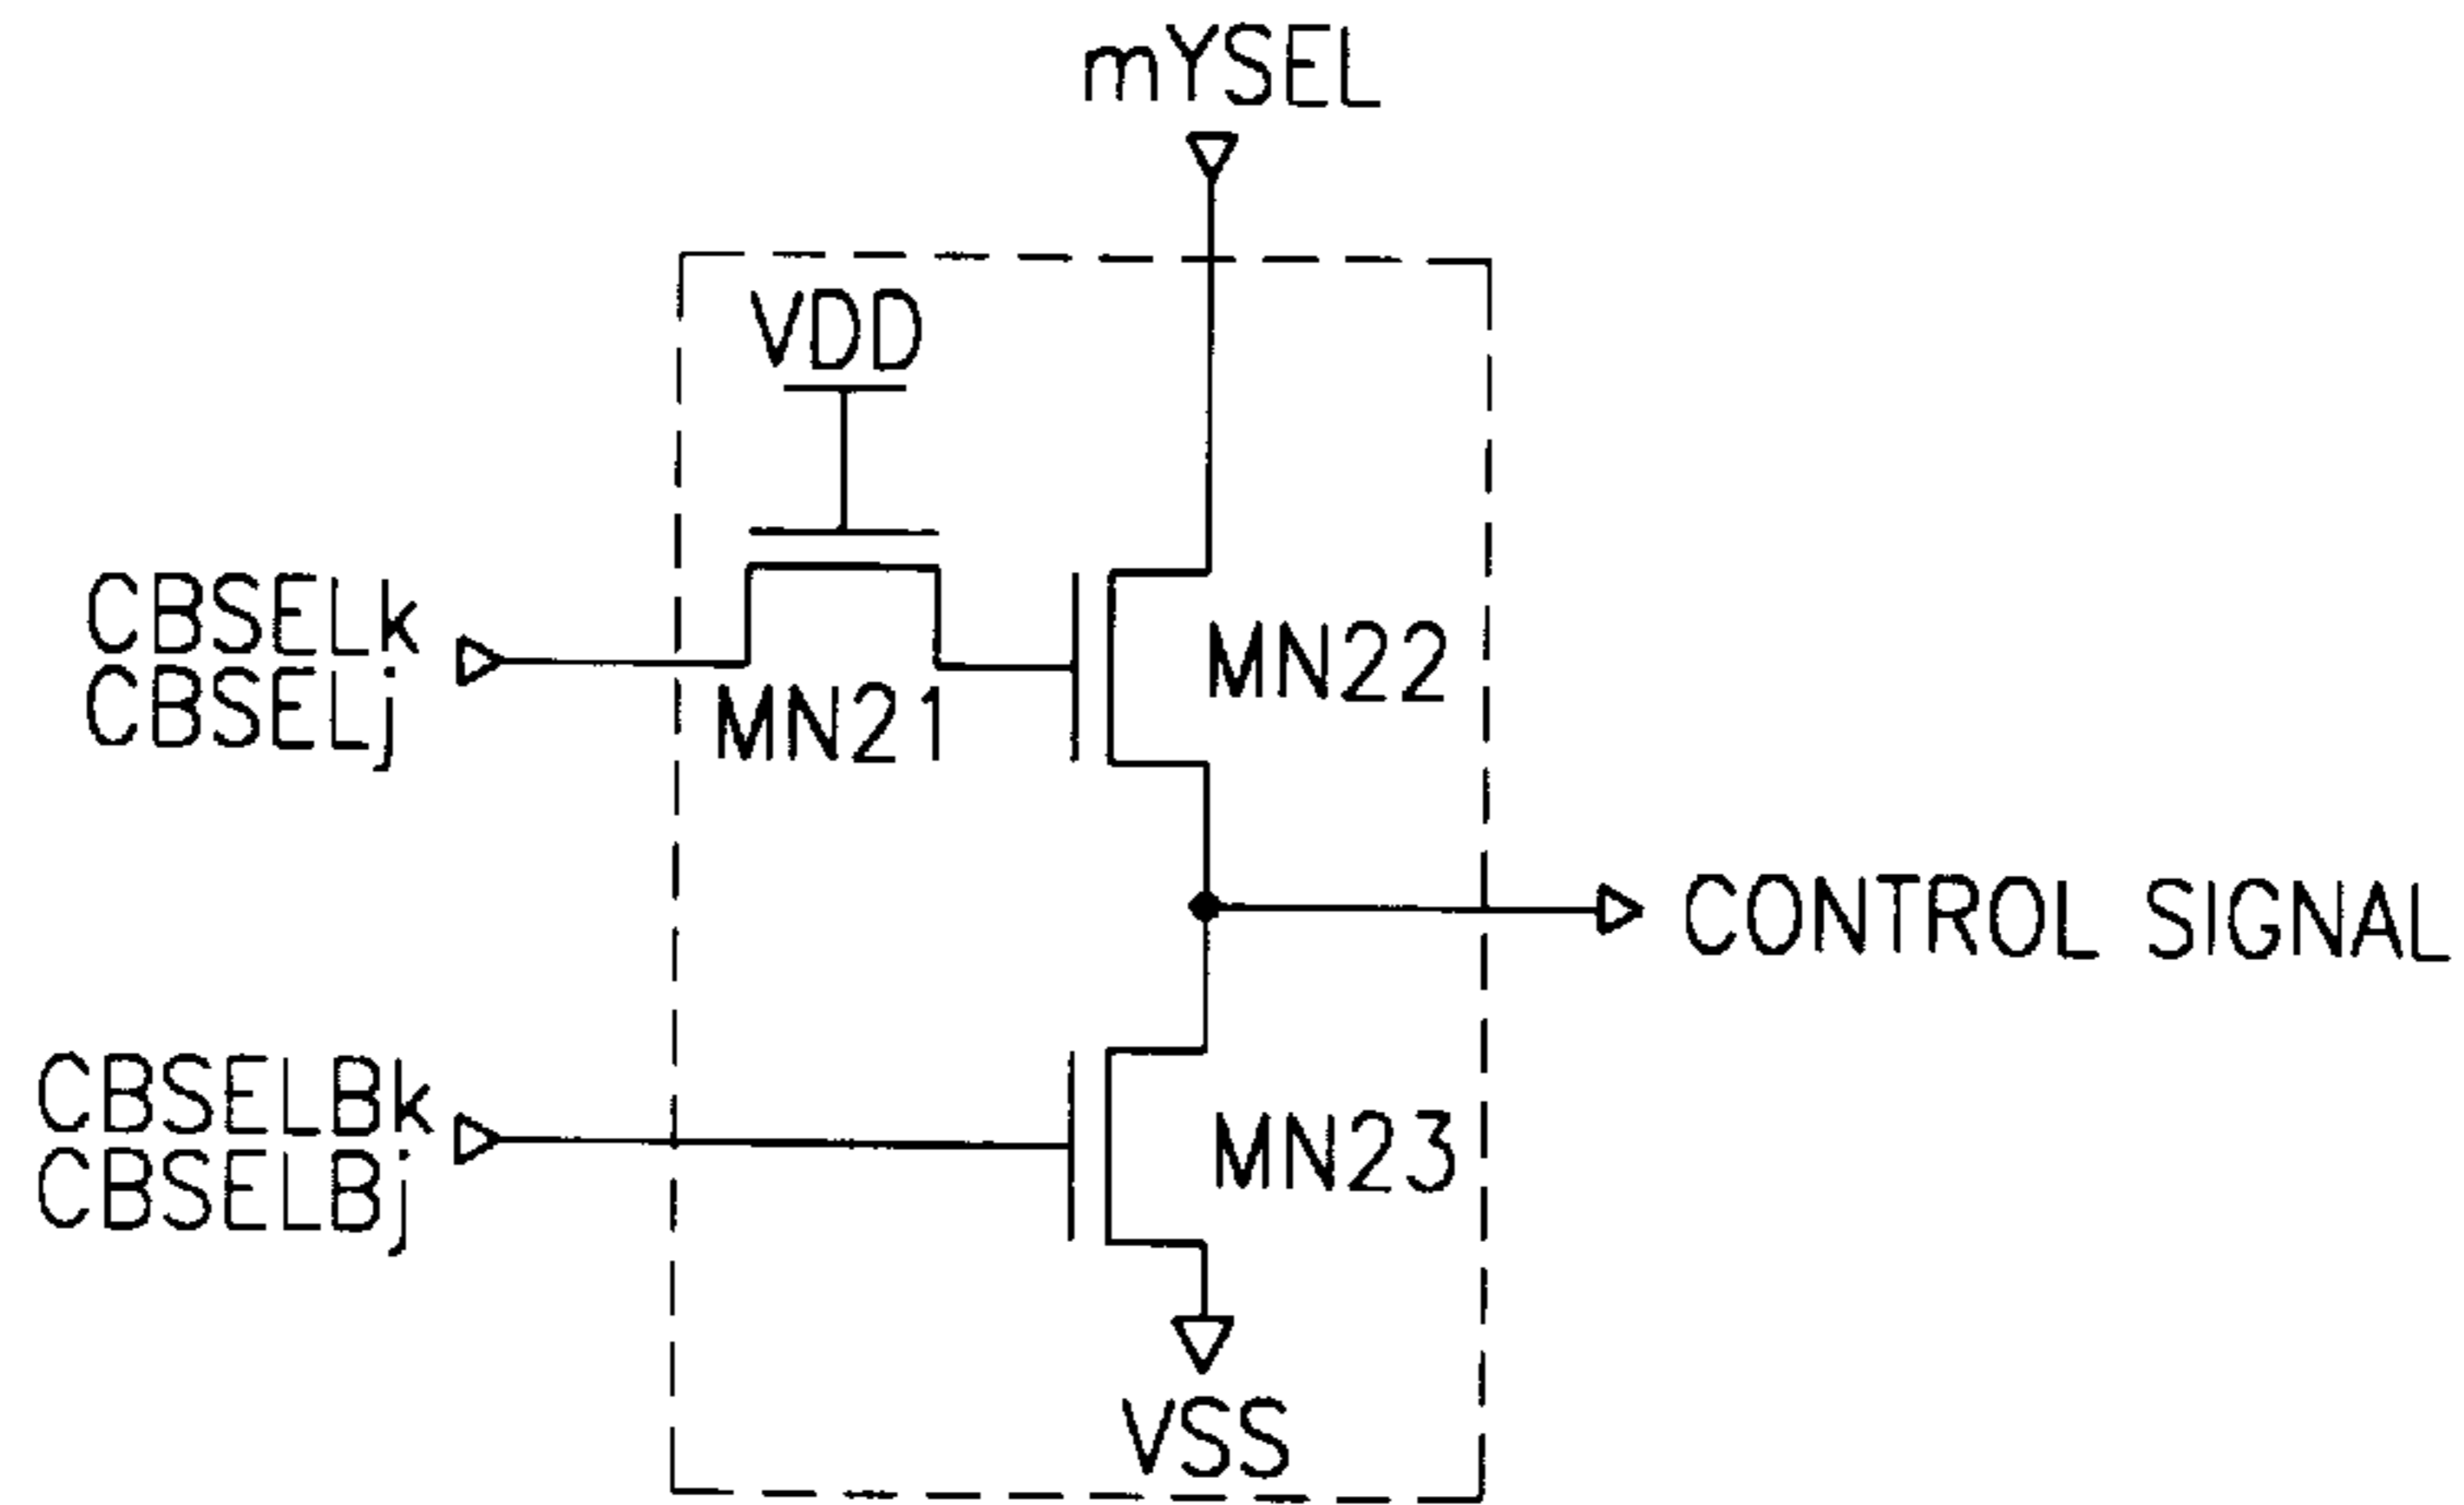 mYSEL
VDD
CBSELk
CBSELj
MN21
MN22
CONTROL SIGNAL
CBSELBk
CBSELBj
MN23
VSS